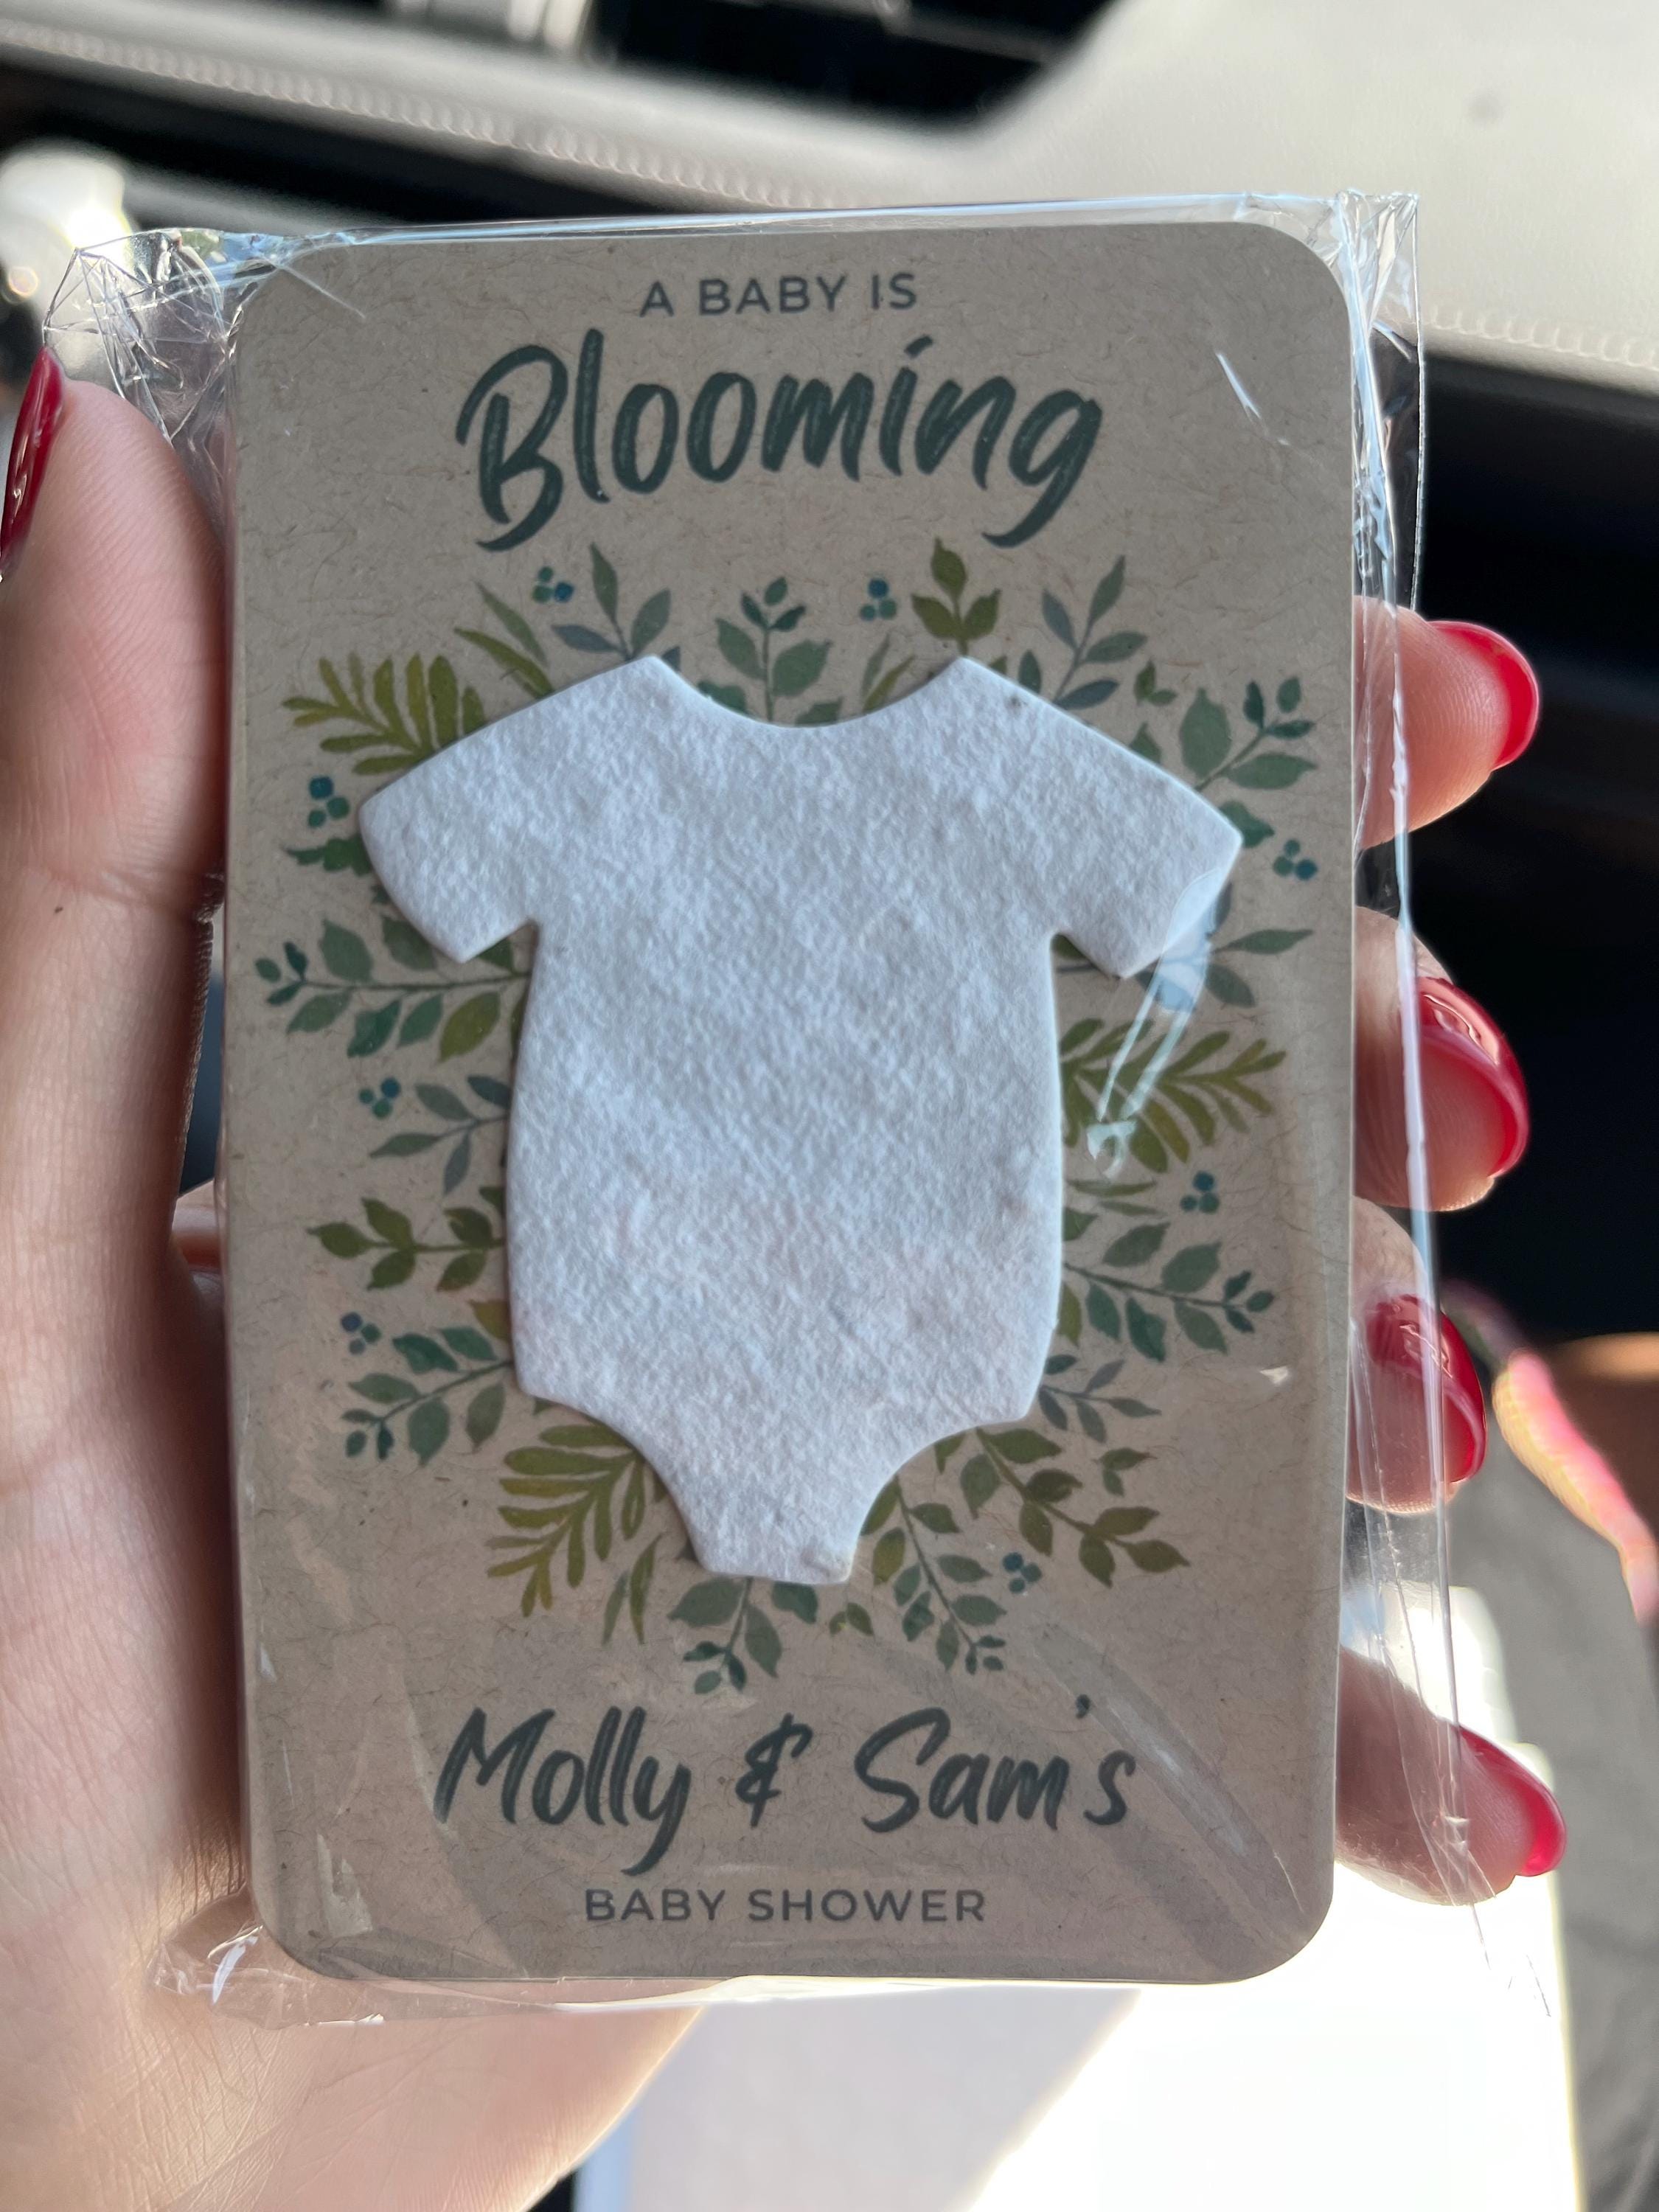 A BABY IS
Blooming
Molly & Sam's
BABY SHOWER